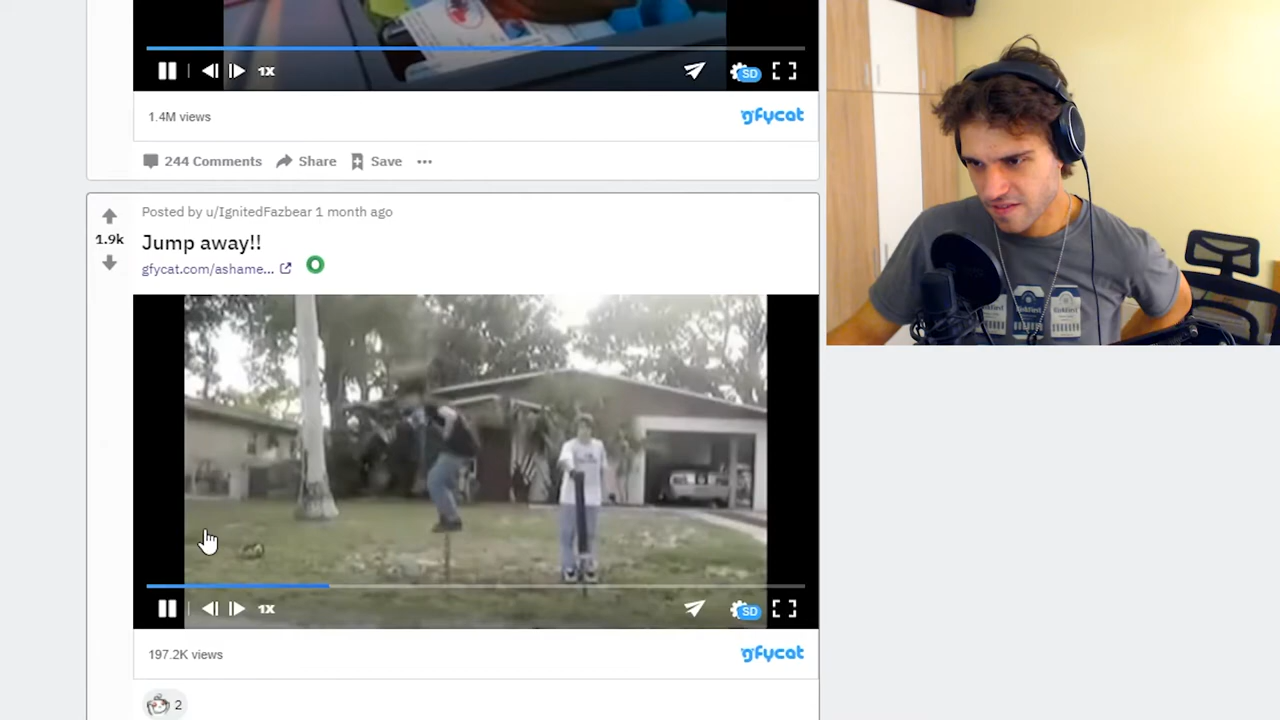 1X
SD
1.4M views
gfycat
244 Comments
Share
Save
Posted by u/IgnitedFazbear 1 month ago
1.9k
Jump away!!
gfycat.com/ashame...
1X
SD
197.2K views
gfycat
2